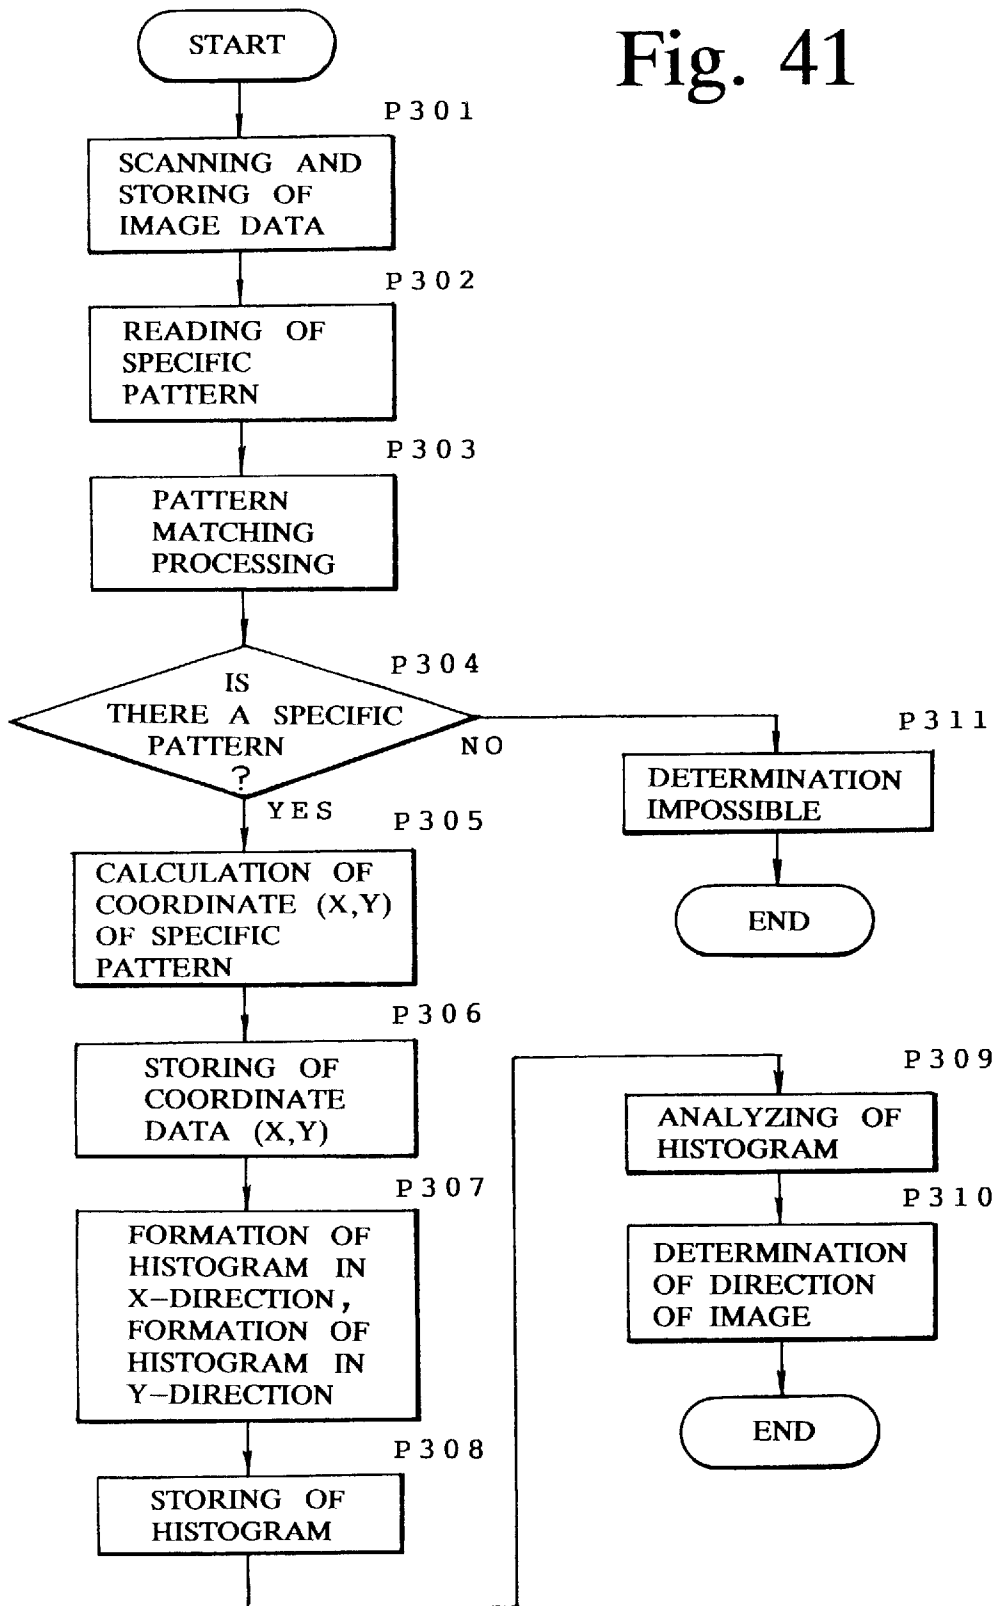 Fig. 41
START
P301
SCANNING AND
STORING OF
IMAGE DATA
P302
READING OF
SPECIFIC
PATTERN
P303
PATTERN
MATCHING
PROCESSING
P304
IS
THERE A SPECIFIC
PATTERN
?
NO
YES
P311
DETERMINATION
IMPOSSIBLE
END
P305
CALCULATION OF
COORDINATE (X,Y)
OF SPECIFIC
PATTERN
P306
STORING OF
COORDINATE
DATA (X,Y)
P307
FORMATION OF
HISTOGRAM IN
X-DIRECTION,
FORMATION OF
HISTOGRAM IN
Y-DIRECTION
P308
STORING OF
HISTOGRAM
P309
ANALYZING OF
HISTOGRAM
P310
DETERMINATION
OF DIRECTION
OF IMAGE
END